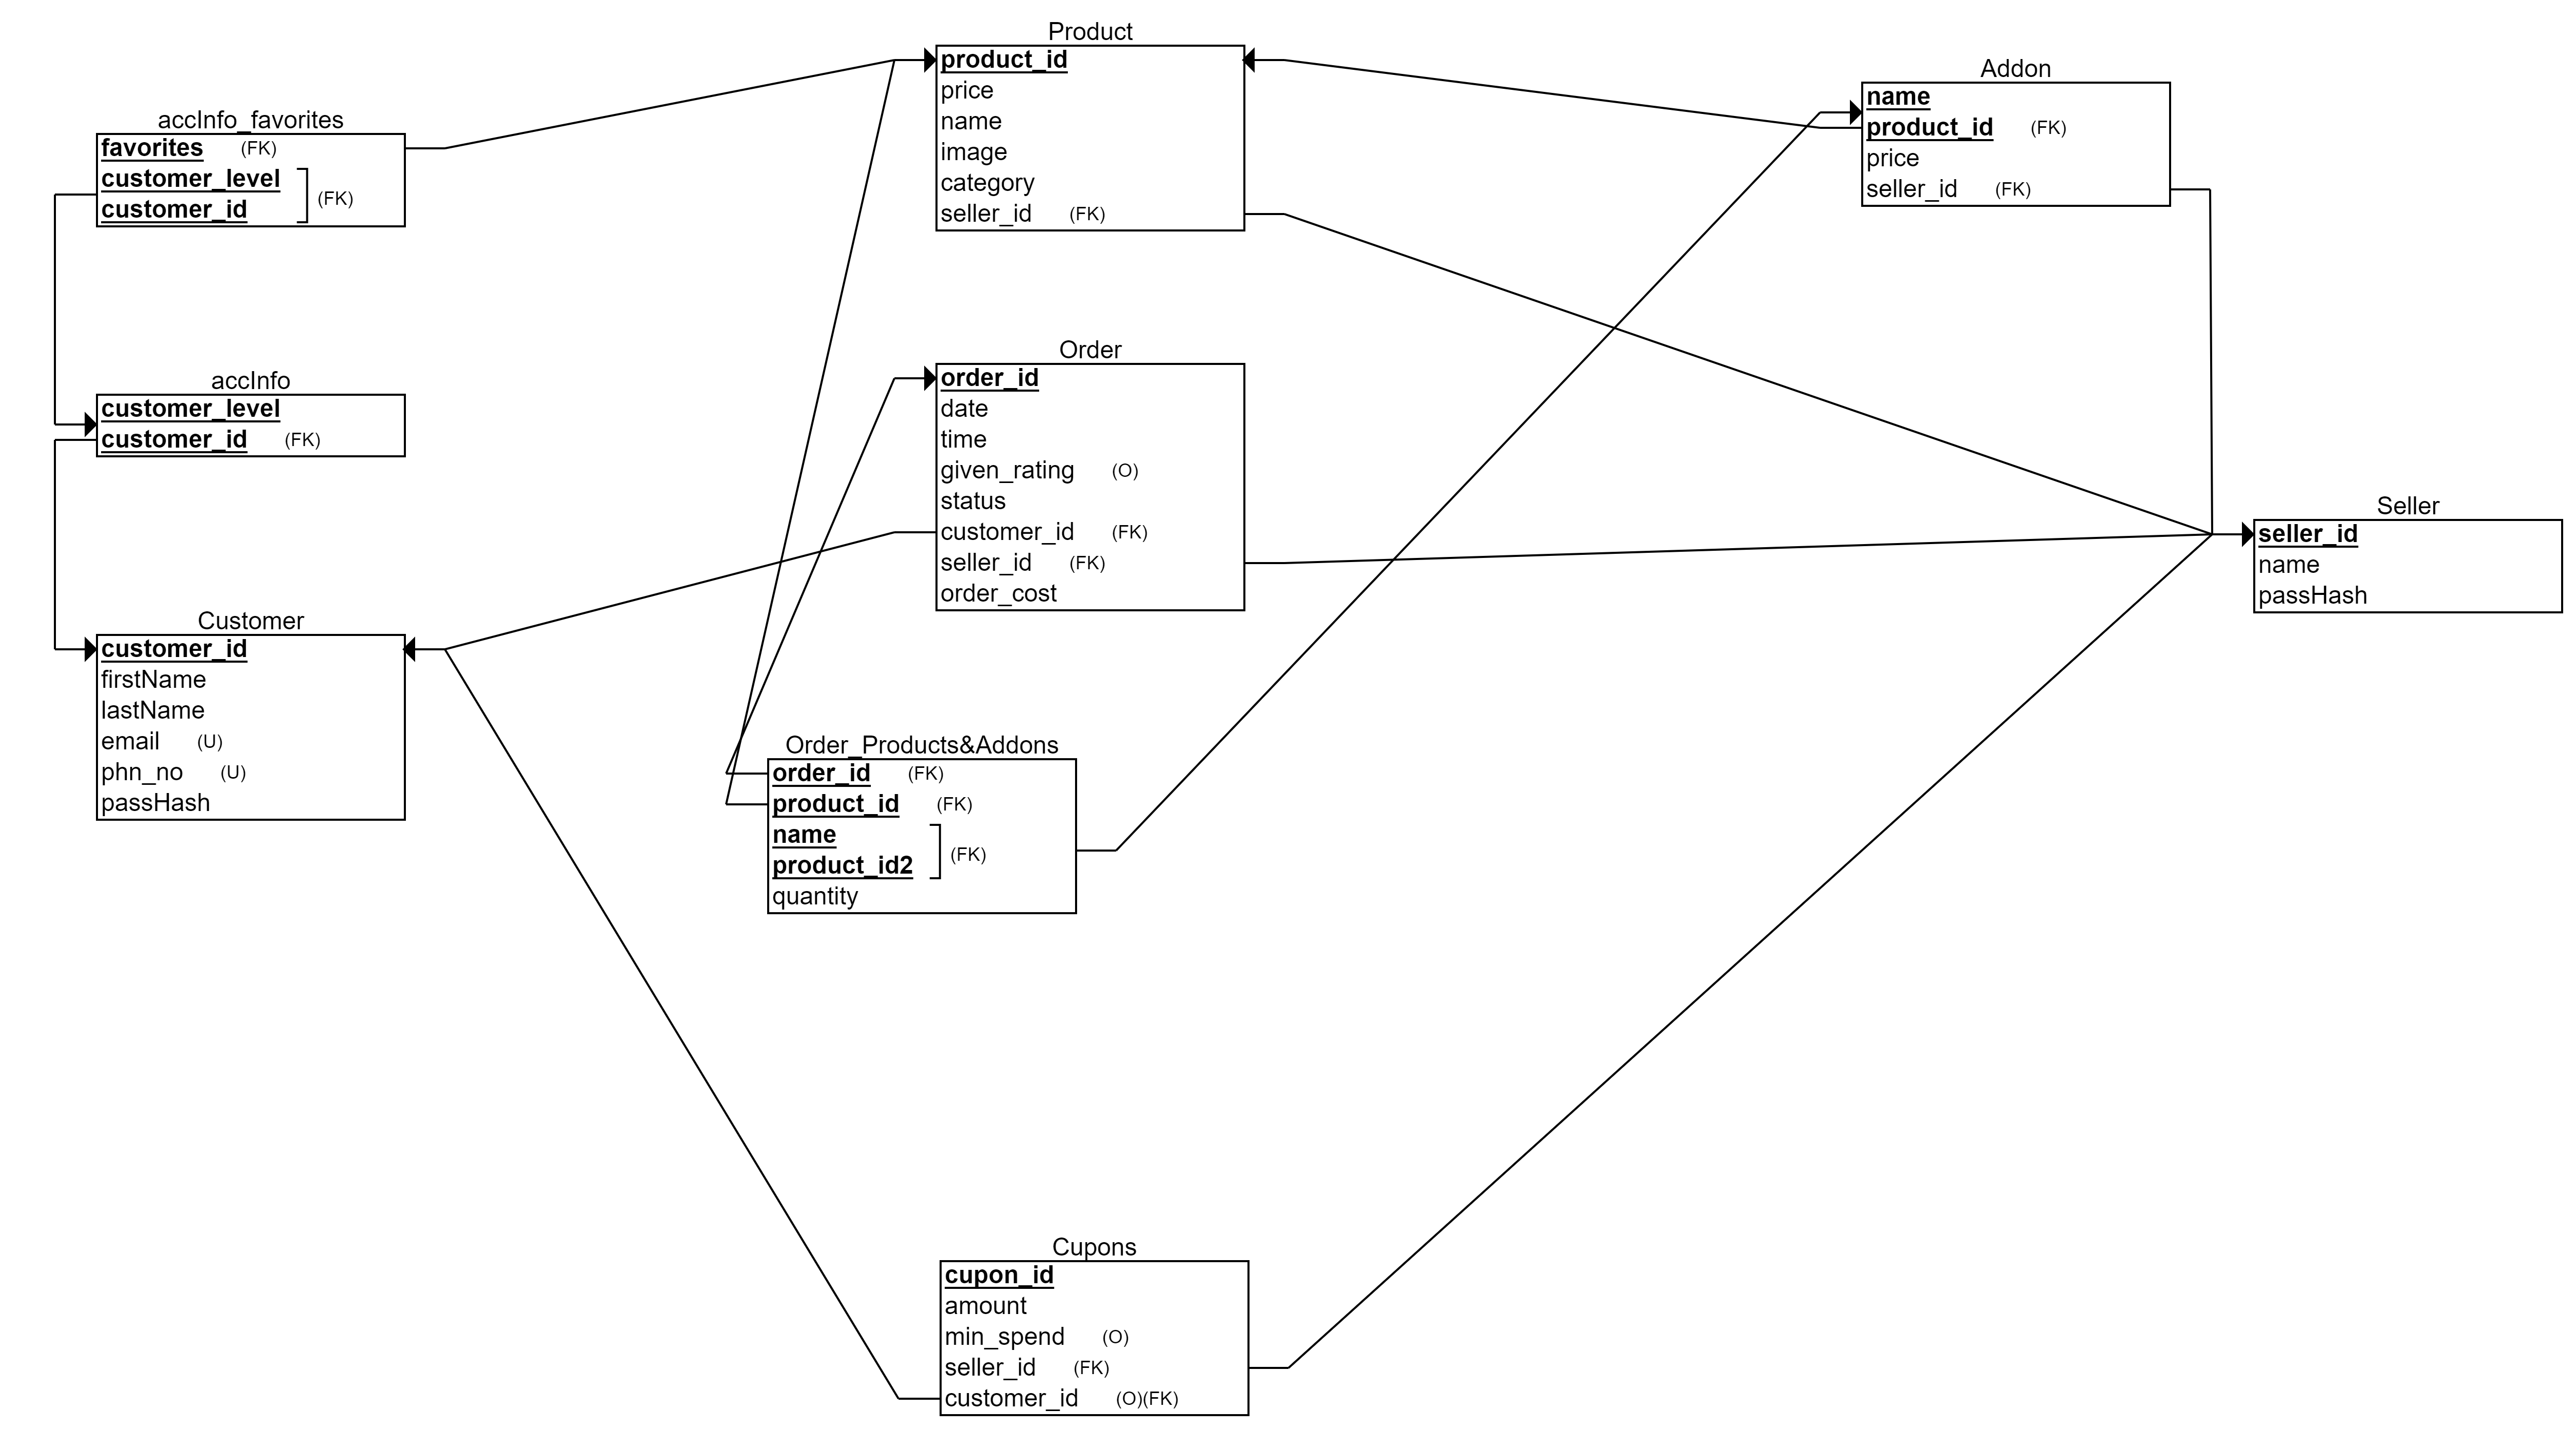 Product
product_id
price
name
image
category
seller_id (FK)
Addon
name
product_id (FK)
price
seller_id (FK)
accInfo_favorites
favorites (FK)
customer_level
customer_id
(FK)
Order
order_id
date
time
given_rating (O)
status
customer_id (FK)
seller_id (FK)
order_cost
accInfo
customer_level
customer_id (FK)
Seller
seller_id
name
passHash
Customer
customer_id
firstName
lastName
email (U)
phn_no (U)
passHash
Order_Products&Addons
order_id (FK)
product_id (FK)
name
product_id2
(FK)
quantity
Cupons
cupon_id
amount
min_spend (O)
seller_id (FK)
customer_id (O)(FK)